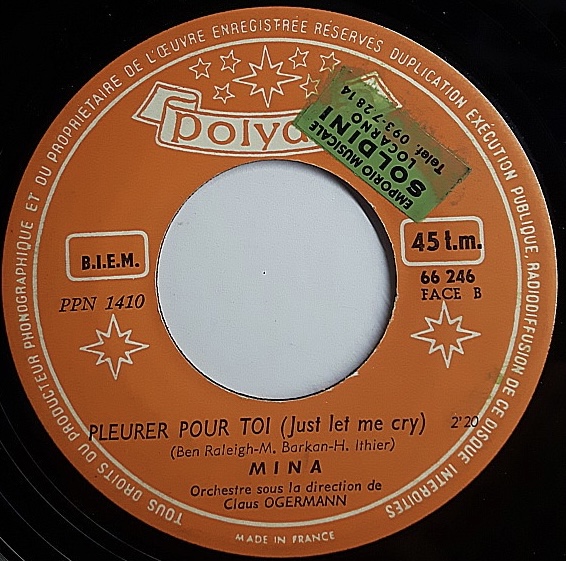 TOUS DROITS DU PRODUCTEUR PHONOGRAPHIQUE ET DU PROPRIETAIRE DE L'ŒUVRE ENREGISTRÉE RÉSERVES DUPLICATION EXÉCUTION PUBLIQUE, RADIODIFFUSION DE CE DISQUE INTERDITES
Polyd
EMPORIO MUSICALE
SOLDINI
LOCARNO
Telef. 093-7 28 14
B.I.E.M.
45 t.m.
66 246
FACE B
PPN 1410
PLEURER POUR TOI (Just let me cry) 2'20
(Ben Raleigh-M. Barkan-H. Ithier)
MINA
Orchestre sous la direction de
Claus OGERMANN
MADE IN FRANCE